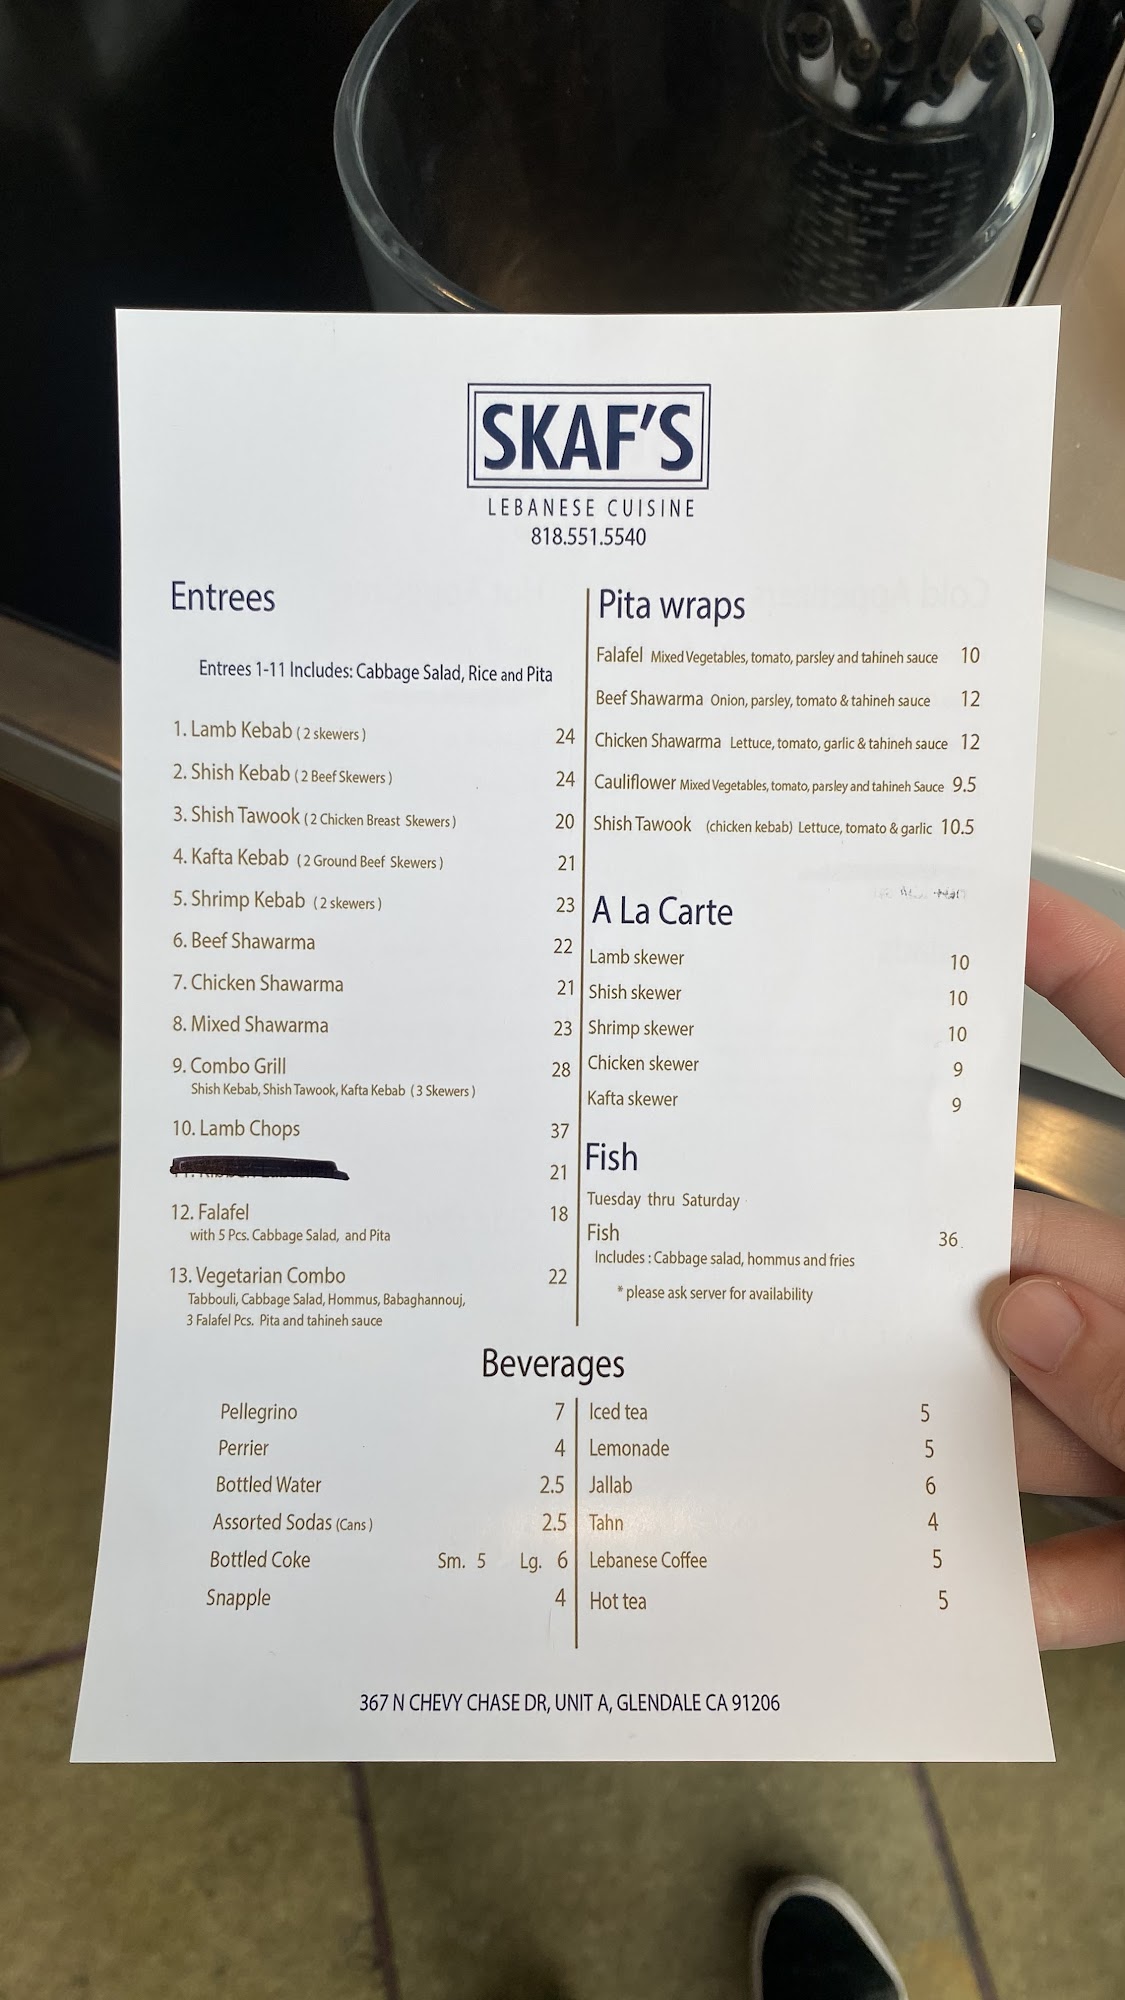 SKAF'S
LEBANESE CUISINE
818.551.5540
Entrees
Entrees 1-11 Includes: Cabbage Salad, Rice and Pita
1. Lamb Kebab ( 2 skewers ) 24
2. Shish Kebab ( 2 Beef Skewers ) 24
3. Shish Tawook ( 2 Chicken Breast Skewers ) 20
4. Kafta Kebab ( 2 Ground Beef Skewers ) 21
5. Shrimp Kebab ( 2 skewers ) 23
6. Beef Shawarma 22
7. Chicken Shawarma 21
8. Mixed Shawarma 23
9. Combo Grill 28
Shish Kebab, Shish Tawook, Kafta Kebab ( 3 Skewers )
10. Lamb Chops 37
21
12. Falafel 18
with 5 Pcs. Cabbage Salad, and Pita
13. Vegetarian Combo 22
Tabbouli, Cabbage Salad, Hommus, Babaghannouj,
3 Falafel Pcs. Pita and tahineh sauce
Pita wraps
Falafel Mixed Vegetables, tomato, parsley and tahineh sauce 10
Beef Shawarma Onion, parsley, tomato & tahineh sauce 12
Chicken Shawarma Lettuce, tomato, garlic & tahineh sauce 12
Cauliflower Mixed Vegetables, tomato, parsley and tahineh Sauce 9.5
Shish Tawook (chicken kebab) Lettuce, tomato & garlic 10.5
A La Carte
Lamb skewer 10
Shish skewer 10
Shrimp skewer 10
Chicken skewer 9
Kafta skewer 9
Fish
Tuesday thru Saturday
Fish 36
Includes : Cabbage salad, hommus and fries
* please ask server for availability
Beverages
Pellegrino 7
Perrier 4
Bottled Water 2.5
Assorted Sodas (Cans ) 2.5
Bottled Coke Sm. 5 Lg. 6
Snapple 4
Iced tea 5
Lemonade 5
Jallab 6
Tahn 4
Lebanese Coffee 5
Hot tea 5
367 N CHEVY CHASE DR, UNIT A, GLENDALE CA 91206